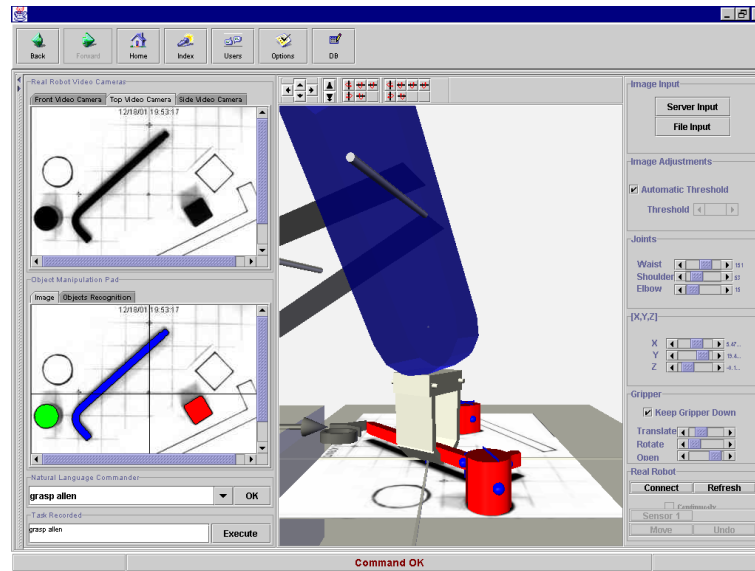 Back
Forward
Home
Index
Users
Options
DB
Real Robot Video Cameras
Front Video Camera
Top Video Camera
Side Video Camera
12/18/01 19:53:17
Object Manipulation Pad
Image
Objects Recognition
12/18/01 19:53:17
Natural Language Commander
grasp allen
OK
Task Recorded
grasp allen
Execute
Image Input
Server Input
File Input
Image Adjustments
Automatic Threshold
Threshold
Joints
Waist
Shoulder
Elbow
[X,Y,Z]
X
Y
Z
Gripper
Keep Gripper Down
Translate
Rotate
Open
Real Robot
Connect
Refresh
Continously
Sensor 1
Move
Undo
Command OK